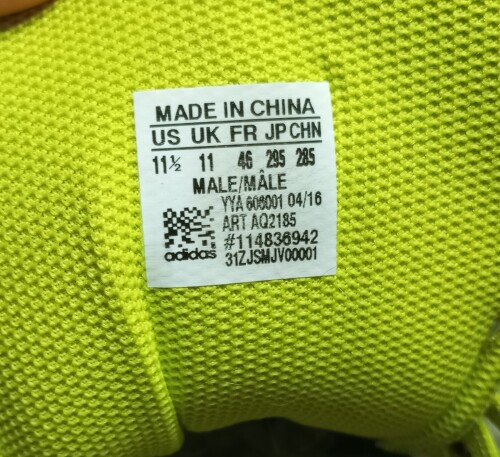 MADE IN CHINA
US UK FR JP CHN
11½ 11 46 295 285
MALE/MÂLE
YYA 606001 04/16
ART AQ2185
#114836942
adidas 31ZJSMJV00001